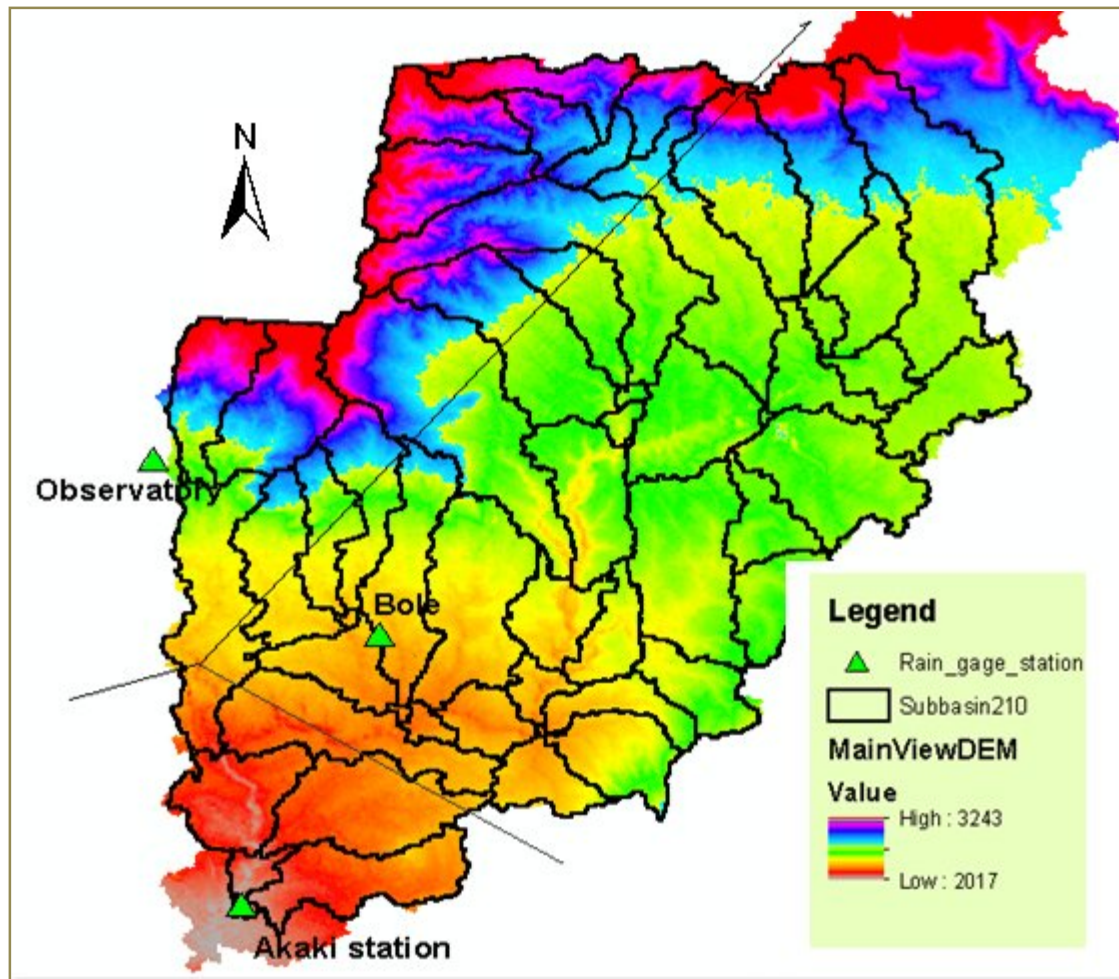 N
Observatory
Bole
Akaki station
Legend
Rain_gage_station
Subbasin210
MainViewDEM
Value
High : 3243
Low : 2017